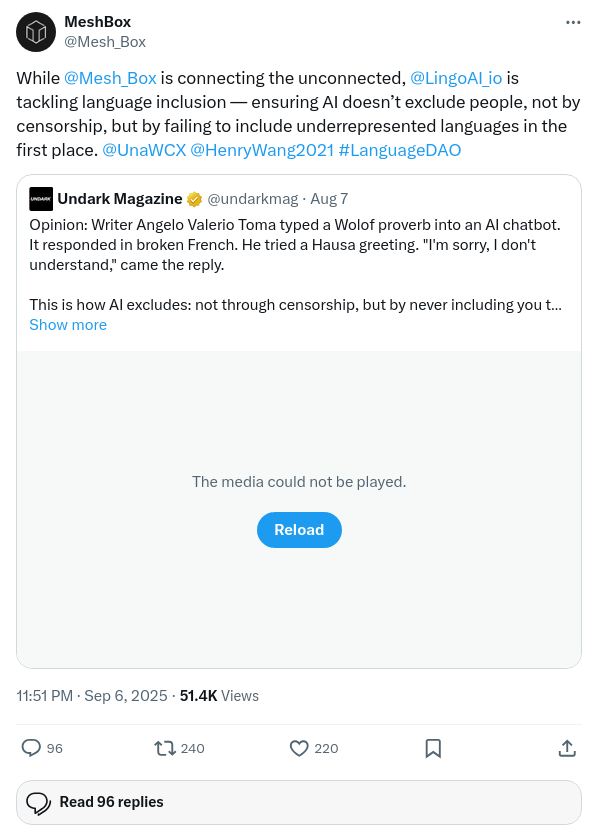 MeshBox
@Mesh_Box
While @Mesh_Box is connecting the unconnected, @LingoAI_io is
tackling language inclusion — ensuring AI doesn’t exclude people, not by
censorship, but by failing to include underrepresented languages in the
first place. @UnaWCX @HenryWang2021 #LanguageDAO
UNDARK
Undark Magazine @undarkmag · Aug 7
Opinion: Writer Angelo Valerio Toma typed a Wolof proverb into an AI chatbot.
It responded in broken French. He tried a Hausa greeting. "I'm sorry, I don't
understand," came the reply.
This is how AI excludes: not through censorship, but by never including you t…
Show more
The media could not be played.
Reload
11:51 PM · Sep 6, 2025 · 51.4K Views
96 240 220
Read 96 replies